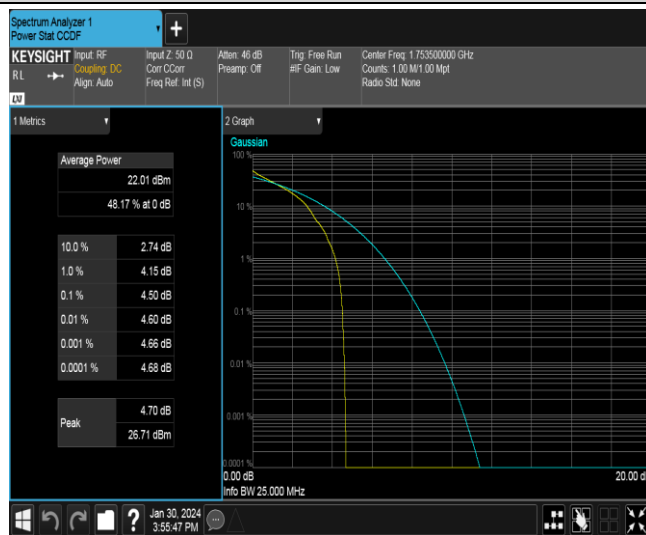 Spectrum Analyzer 1
Power Stat CCDF
+
KEYSIGHT Input: RF Input Z: 50 Ω Atten: 46 dB Trig: Free Run Center Freq: 1.753500000 GHz
RL Coupling: DC Corr CCorr Preamp: Off #IF Gain: Low Counts: 1.00 M/1.00 Mpt
Align: Auto Freq Ref: Int (S) Radio Std: None
LXI
1 Metrics
Average Power
22.01 dBm
48.17 % at 0 dB
10.0 % 2.74 dB
1.0 % 4.15 dB
0.1 % 4.50 dB
0.01 % 4.60 dB
0.001 % 4.66 dB
0.0001 % 4.68 dB
Peak 4.70 dB
26.71 dBm
2 Graph
Gaussian
100 %
10 %
1 %
0.1 %
0.01 %
0.001 %
0.0001 %
0.00 dB 20.00 d
Info BW 25.000 MHz
? Jan 30, 2024
3:55:47 PM